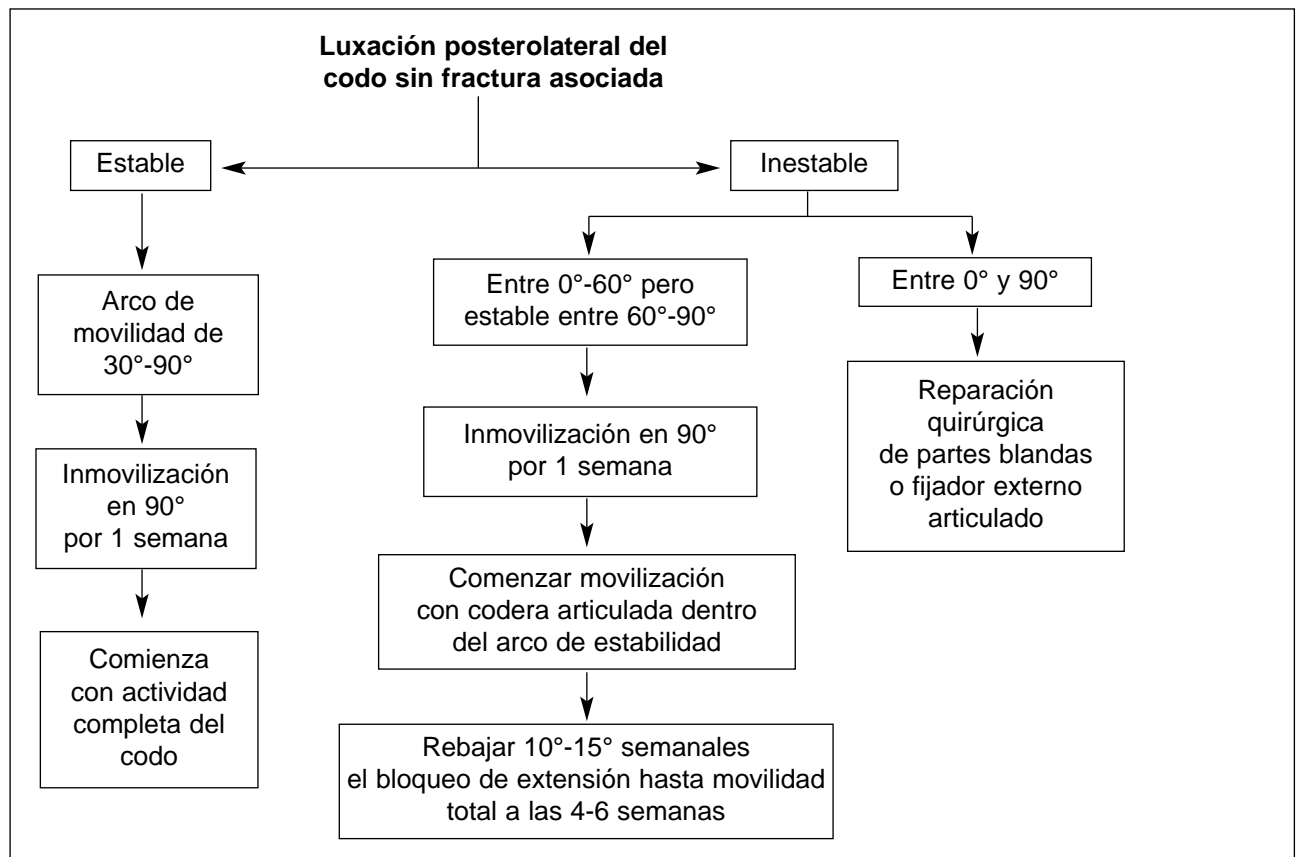 Luxación posterolateral del
codo sin fractura asociada
Estable
Inestable
Arco de
movilidad de
30°-90°
Inmovilización
en 90°
por 1 semana
Comienza
con actividad
completa del
codo
Entre 0°-60° pero
estable entre 60°-90°
Inmovilización en 90°
por 1 semana
Comenzar movilización
con codera articulada dentro
del arco de estabilidad
Rebajar 10°-15° semanales
el bloqueo de extensión hasta movilidad
total a las 4-6 semanas
Entre 0° y 90°
Reparación
quirúrgica
de partes blandas
o fijador externo
articulado